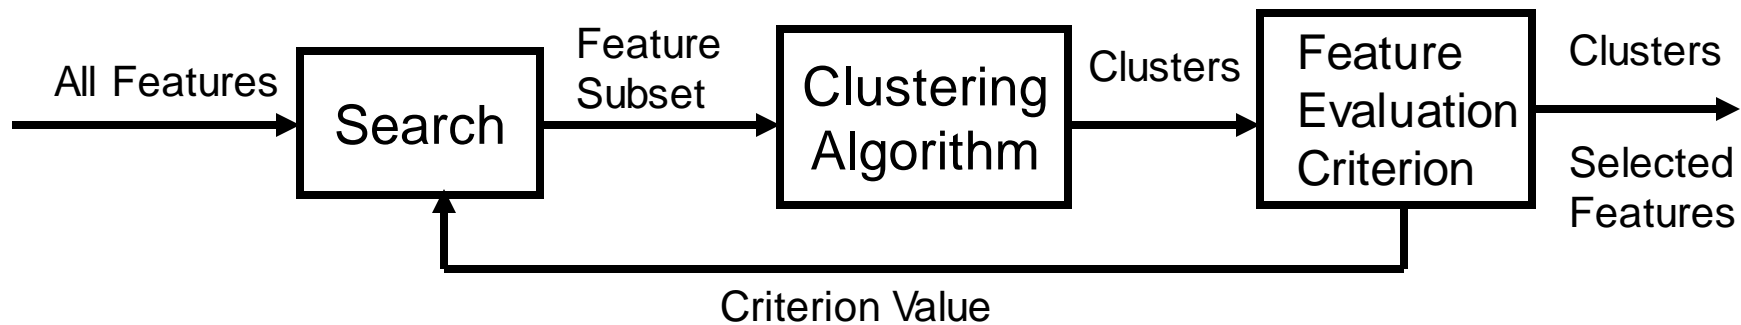 All Features
Search
Feature
Subset
Clustering
Algorithm
Clusters
Feature
Evaluation
Criterion
Clusters
Selected
Features
Criterion Value